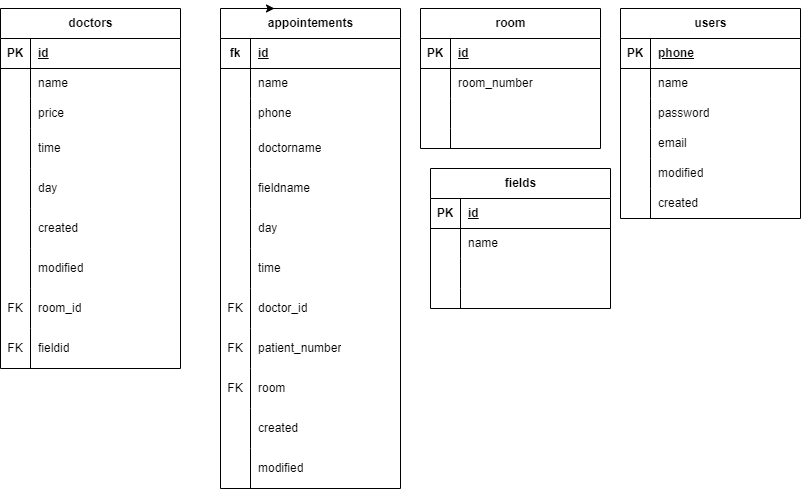 doctors
PK id
name
price
time
day
created
modified
FK room_id
FK fieldid
appointements
fk id
name
phone
doctorname
fieldname
day
time
FK doctor_id
FK patient_number
FK room
created
modified
room
PK id
room_number
fields
PK id
name
users
PK phone
name
password
email
modified
created